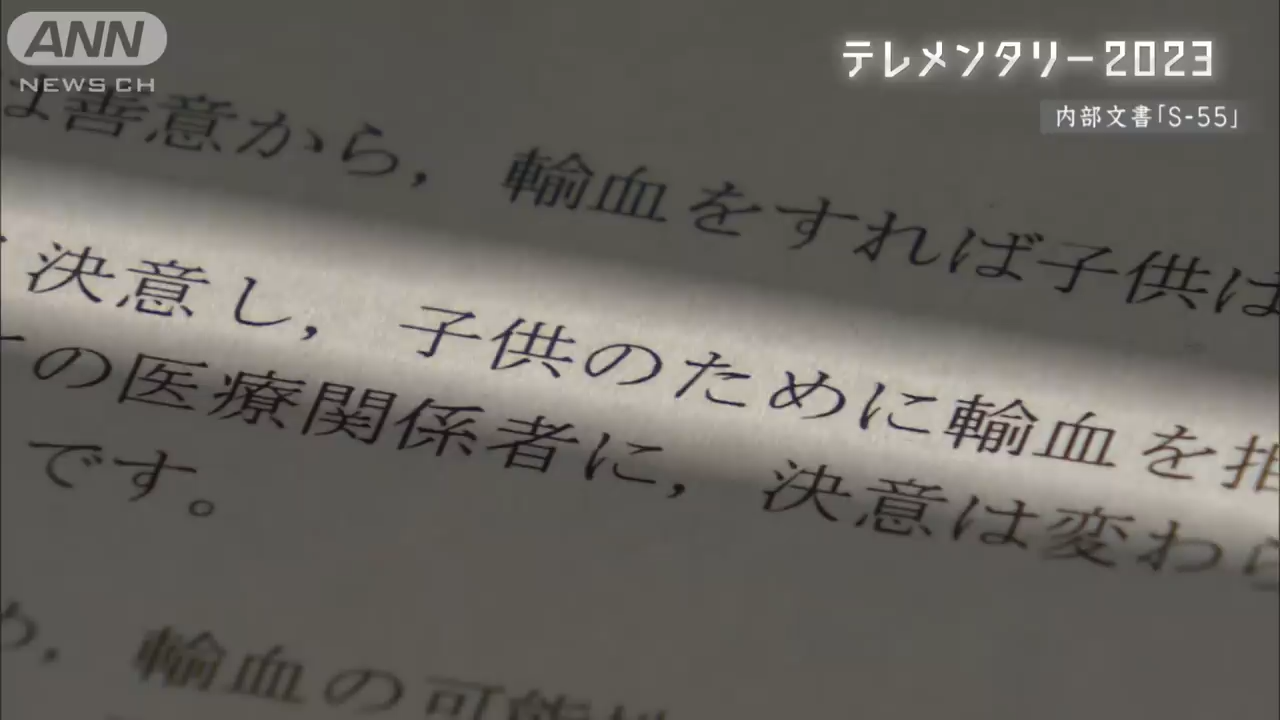 ANN
NEWS CH
テレメンタリー2023
内部文書「S-55」
は善意から，輸血をすれば子供は
決意し，子供のために輸血を拒
の医療関係者に，決意は変わら
です。
め，輸血の可能性